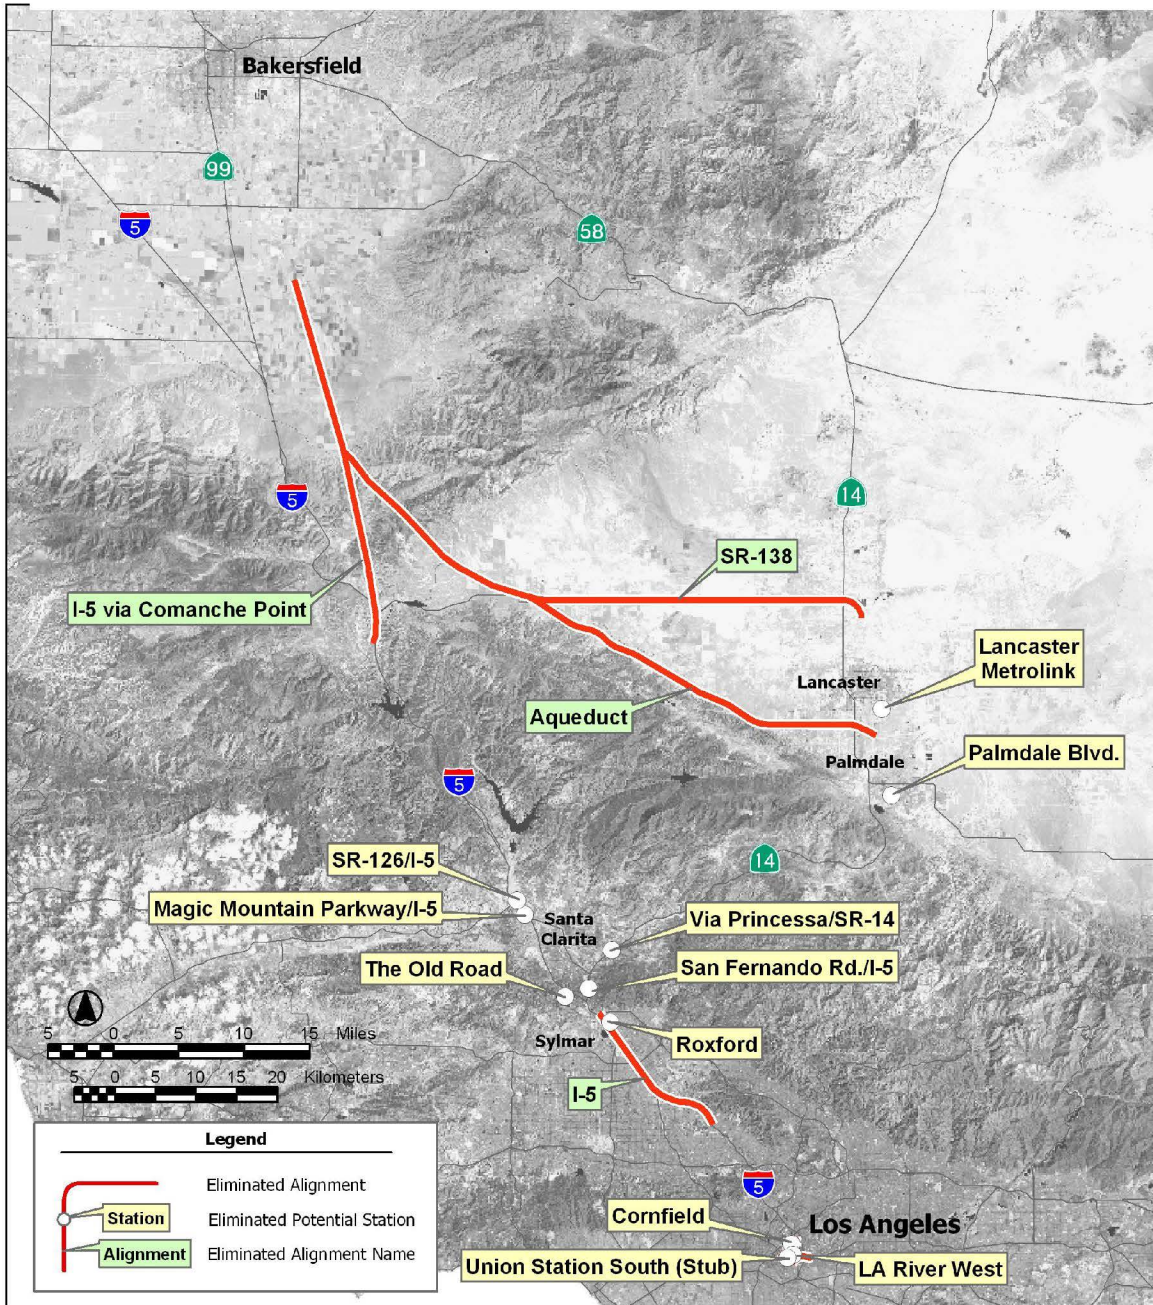 Bakersfield
99
5
58
5
14
SR-138
I-5 via Comanche Point
Lancaster
Metrolink
Lancaster
Aqueduct
Palmdale
Palmdale Blvd.
5
SR-126/I-5
14
Magic Mountain Parkway/I-5
Santa
Clarita
Via Princessa/SR-14
The Old Road
San Fernando Rd./I-5
5 0 5 10 15 Miles
Sylmar
Roxford
5 0 5 10 15 20 Kilometers
I-5
Legend
Eliminated Alignment
Station
Eliminated Potential Station
Alignment
Eliminated Alignment Name
5
Cornfield
Los Angeles
Union Station South (Stub)
LA River West